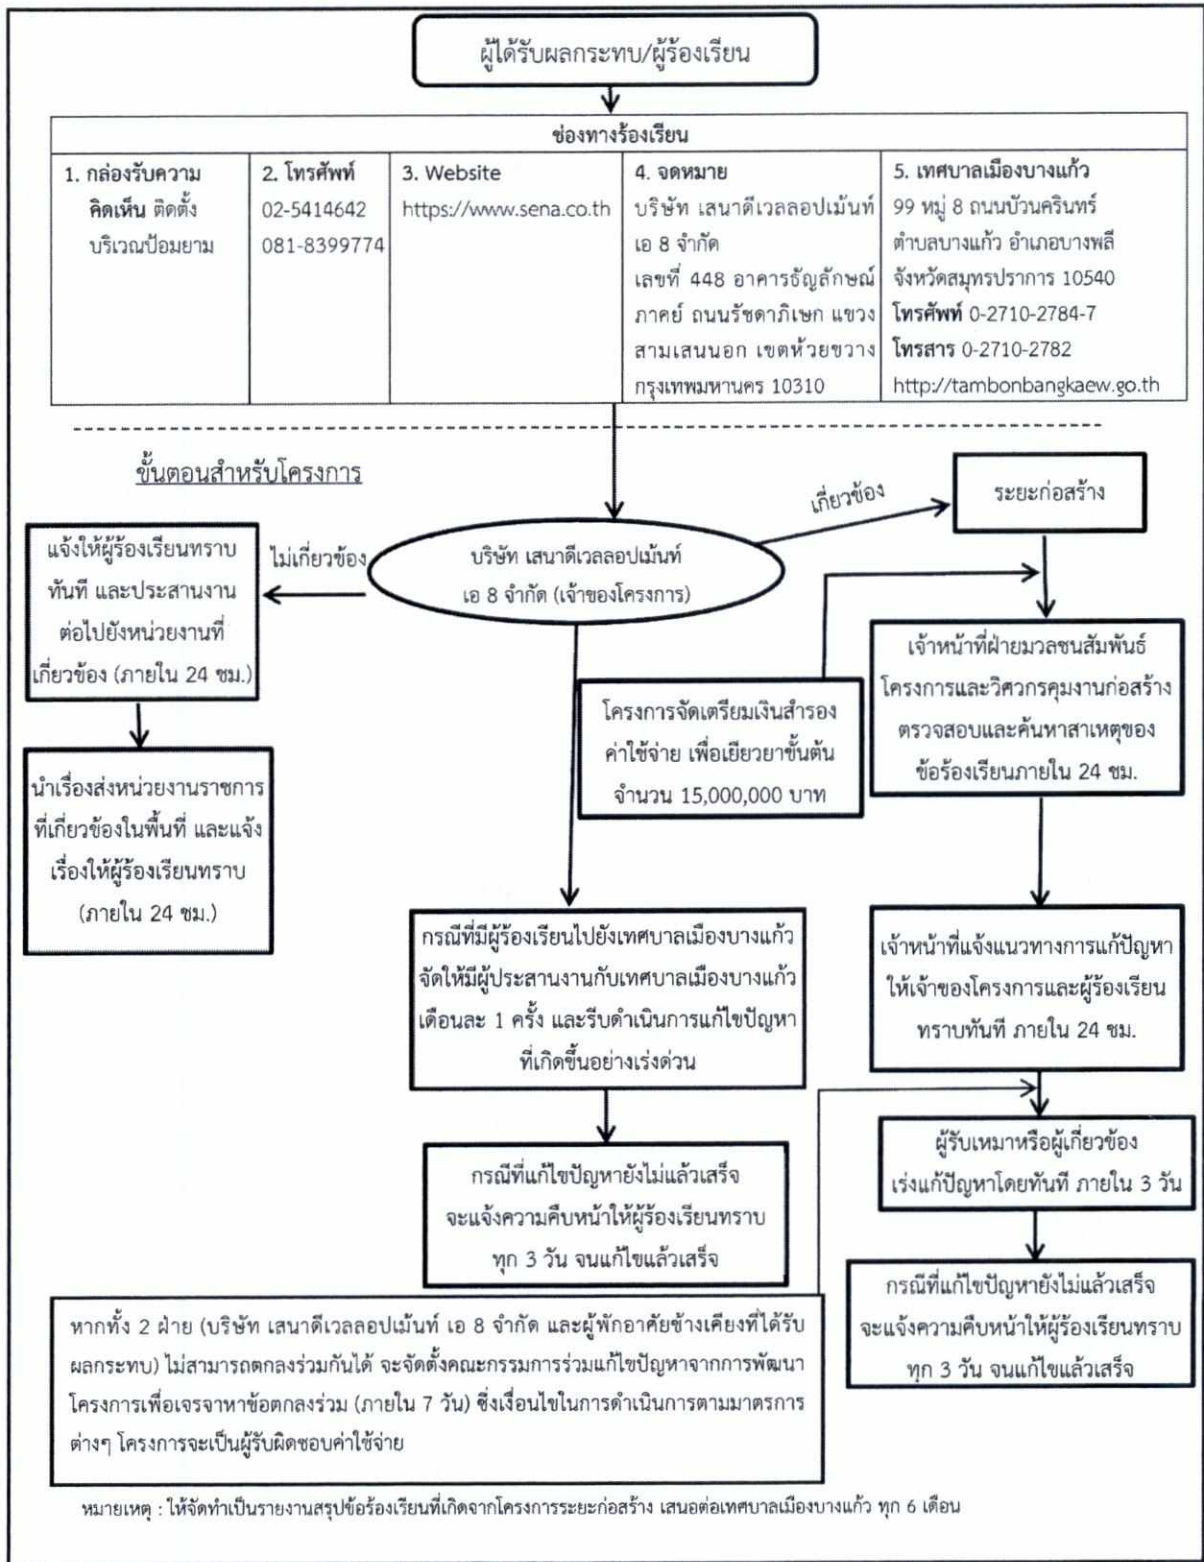 ผู้ได้รับผลกระทบ/ผู้ร้องเรียน
ช่องทางร้องเรียน
1. กล่องรับความ
คิดเห็น ติดตั้ง
บริเวณป้อมยาม
2. โทรศัพท์
02-5414642
081-8399774
3. Website
https://www.sena.co.th
4. จดหมาย
บริษัท เสนาดีเวลลอปเม้นท์
เอ 8 จำกัด
เลขที่ 448 อาคารธัญลักษณ์
ภาคย์ ถนนรัชดาภิเษก แขวง
สามเสนนอก เขตห้วยขวาง
กรุงเทพมหานคร 10310
5. เทศบาลเมืองบางแก้ว
99 หมู่ 8 ถนนบัวนครินทร์
ตำบลบางแก้ว อำเภอบางพลี
จังหวัดสมุทรปราการ 10540
โทรศัพท์ 0-2710-2784-7
โทรสาร 0-2710-2782
http://tambonbangkaew.go.th
ขั้นตอนสำหรับโครงการ
เกี่ยวข้อง
ระยะก่อสร้าง
บริษัท เสนาดีเวลลอปเม้นท์
เอ 8 จำกัด (เจ้าของโครงการ)
ไม่เกี่ยวข้อง
แจ้งให้ผู้ร้องเรียนทราบ
ทันที และประสานงาน
ต่อไปยังหน่วยงานที่
เกี่ยวข้อง (ภายใน 24 ชม.)
นำเรื่องส่งหน่วยงานราชการ
ที่เกี่ยวข้องในพื้นที่ และแจ้ง
เรื่องให้ผู้ร้องเรียนทราบ
(ภายใน 24 ชม.)
โครงการจัดเตรียมเงินสำรอง
ค่าใช้จ่าย เพื่อเยียวยาขั้นต้น
จำนวน 15,000,000 บาท
เจ้าหน้าที่ฝ่ายมวลชนสัมพันธ์
โครงการและวิศวกรคุมงานก่อสร้าง
ตรวจสอบและค้นหาสาเหตุของ
ข้อร้องเรียนภายใน 24 ชม.
กรณีที่มีผู้ร้องเรียนไปยังเทศบาลเมืองบางแก้ว
จัดให้มีผู้ประสานงานกับเทศบาลเมืองบางแก้ว
เดือนละ 1 ครั้ง และรีบดำเนินการแก้ไขปัญหา
ที่เกิดขึ้นอย่างเร่งด่วน
เจ้าหน้าที่แจ้งแนวทางการแก้ปัญหา
ให้เจ้าของโครงการและผู้ร้องเรียน
ทราบทันที ภายใน 24 ชม.
กรณีที่แก้ไขปัญหายังไม่แล้วเสร็จ
จะแจ้งความคืบหน้าให้ผู้ร้องเรียนทราบ
ทุก 3 วัน จนแก้ไขแล้วเสร็จ
ผู้รับเหมาหรือผู้เกี่ยวข้อง
เร่งแก้ปัญหาโดยทันที ภายใน 3 วัน
กรณีที่แก้ไขปัญหายังไม่แล้วเสร็จ
จะแจ้งความคืบหน้าให้ผู้ร้องเรียนทราบ
ทุก 3 วัน จนแก้ไขแล้วเสร็จ
หากทั้ง 2 ฝ่าย (บริษัท เสนาดีเวลลอปเม้นท์ เอ 8 จำกัด และผู้พักอาศัยข้างเคียงที่ได้รับ
ผลกระทบ) ไม่สามารถตกลงร่วมกันได้ จะจัดตั้งคณะกรรมการร่วมแก้ไขปัญหาจากการพัฒนา
โครงการเพื่อเจรจาหาข้อตกลงร่วม (ภายใน 7 วัน) ซึ่งเงื่อนไขในการดำเนินการตามมาตรการ
ต่างๆ โครงการจะเป็นผู้รับผิดชอบค่าใช้จ่าย
หมายเหตุ : ให้จัดทำเป็นรายงานสรุปข้อร้องเรียนที่เกิดจากโครงการระยะก่อสร้าง เสนอต่อเทศบาลเมืองบางแก้ว ทุก 6 เดือน